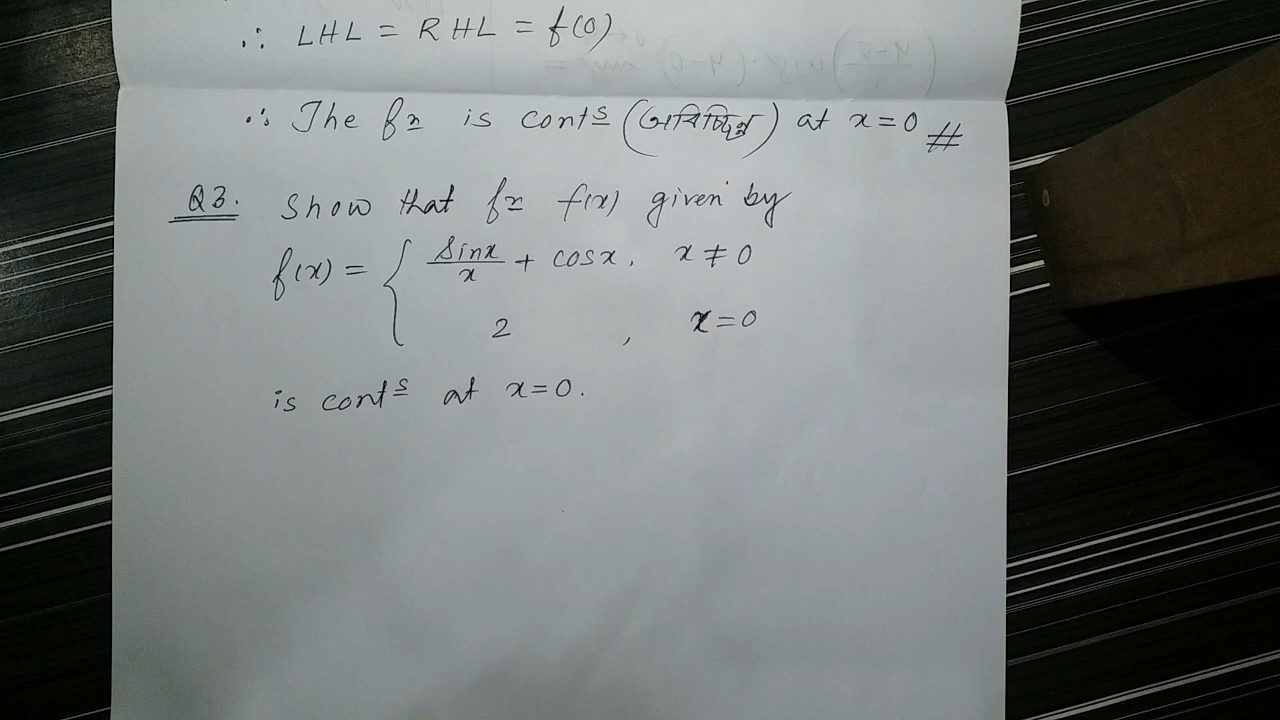 ∴ LHL = RHL = f(0)
∴ The fn is conts (অবিচ্ছিন্ন) at x=0 #
Q3. Show that fn f(x) given by
f(x) = { sinx/x + cosx, x ≠ 0
2 , x=0
is conts at x=0.